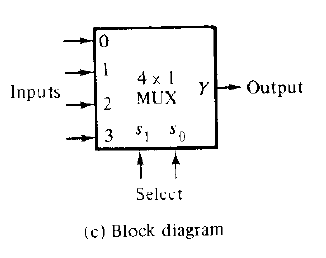 0
1
Inputs
4 × 1
MUX
Y
Output
2
3
s₁ s₀
Select
(c) Block diagram